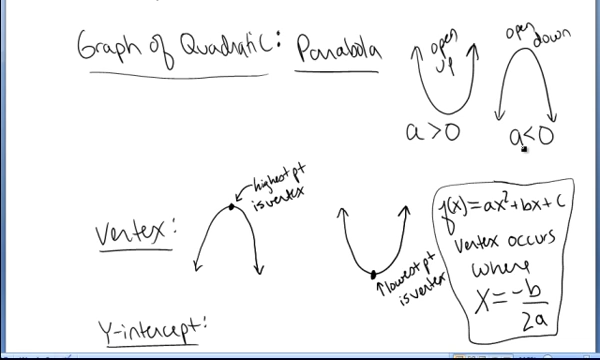 Graph of Quadratic: Parabola
open up
a>0
open down
a<0
Vertex:
highest pt
is vertex
lowest pt
is vertex
f(x)=ax²+bx+c
Vertex occurs
where
x=-b/2a
Y-intercept: